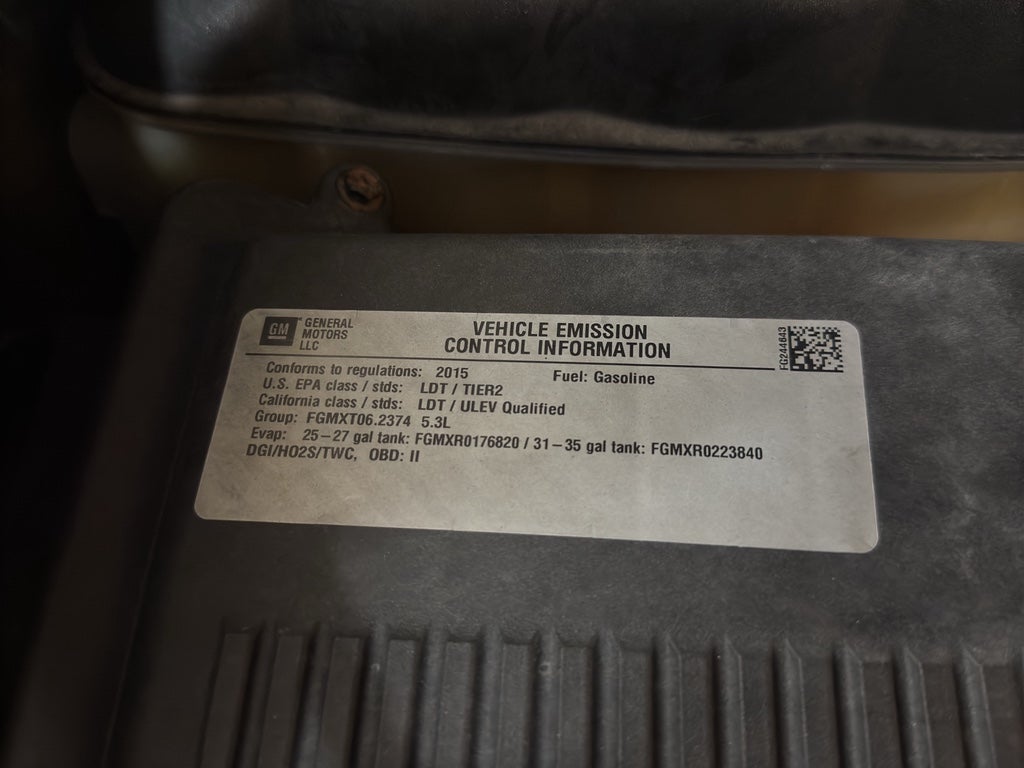 GM GENERAL
MOTORS
LLC
VEHICLE EMISSION
CONTROL INFORMATION
FG244643
Conforms to regulations: 2015 Fuel: Gasoline
U.S. EPA class / stds: LDT / TIER2
California class / stds: LDT / ULEV Qualified
Group: FGMXT06.2374 5.3L
Evap: 25–27 gal tank: FGMXR0176820 / 31–35 gal tank: FGMXR0223840
DGI/HO2S/TWC, OBD: II